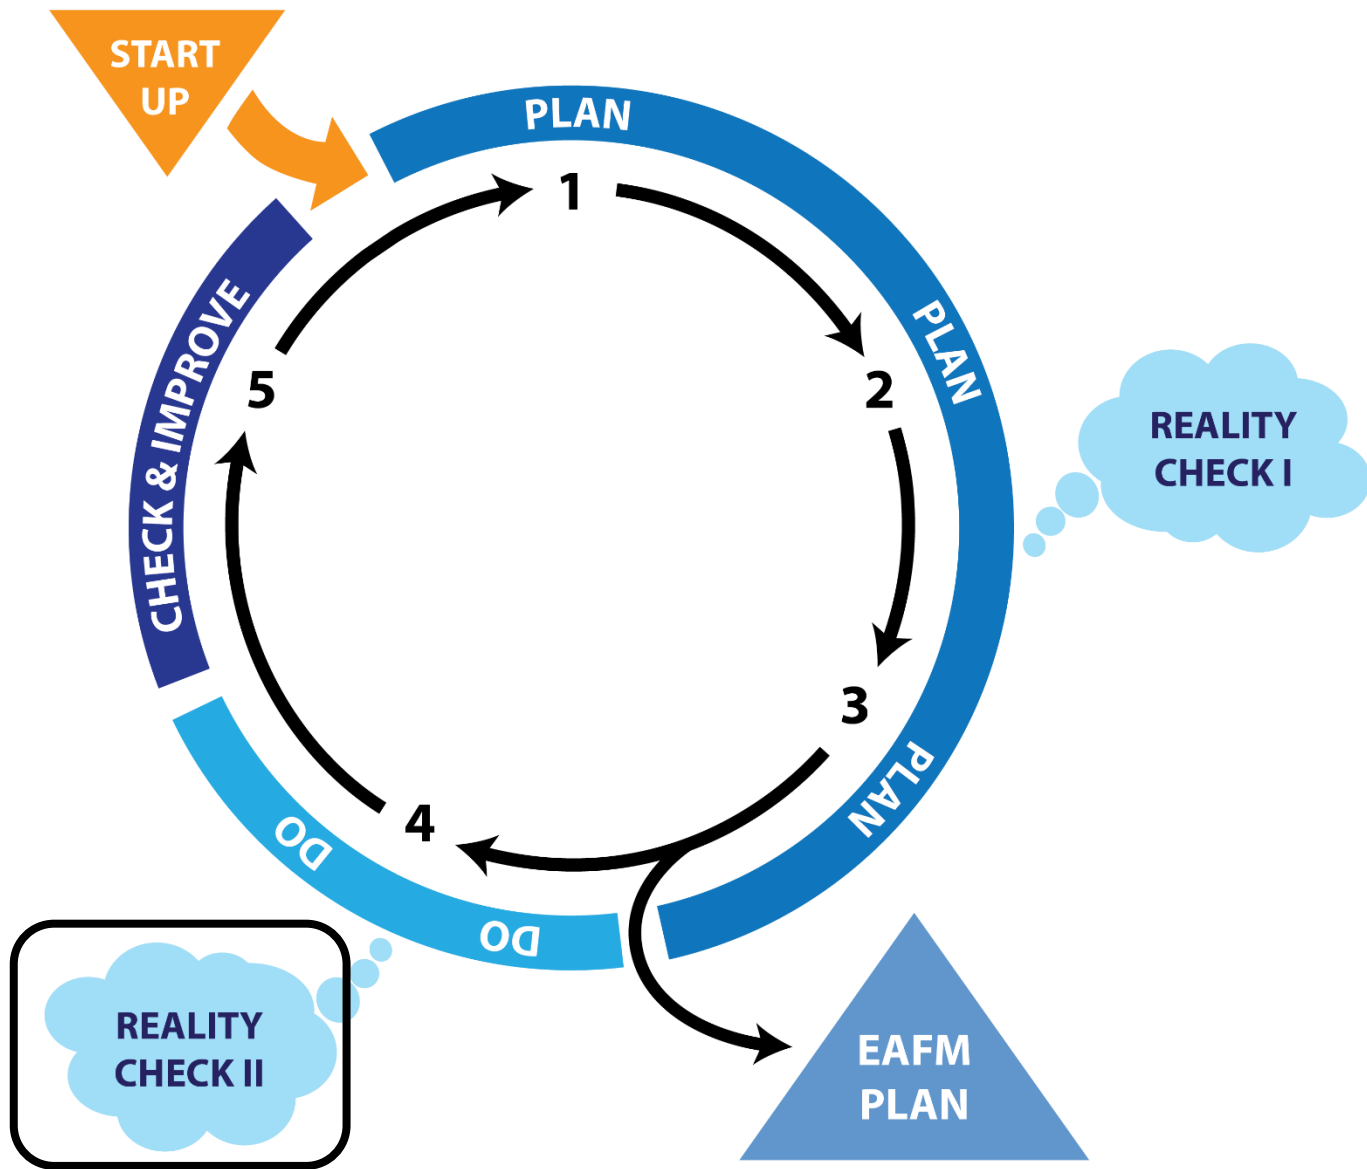 START
UP
PLAN
1
PLAN
2
REALITY
CHECK I
3
PLAN
4
DO
DO
5
CHECK & IMPROVE
REALITY
CHECK II
EAFM
PLAN